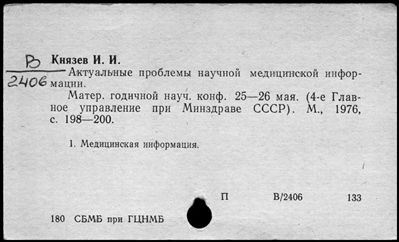 В
2406
Князев И. И.
Актуальные проблемы научной медицинской инфор-
мации.
Матер. годичной науч. конф. 25—26 мая. (4-е Глав-
ное управление при Минздраве СССР). М., 1976,
с. 198—200.
1. Медицинская информация.
П В/2406 133
180 СБМБ при ГЦНМБ